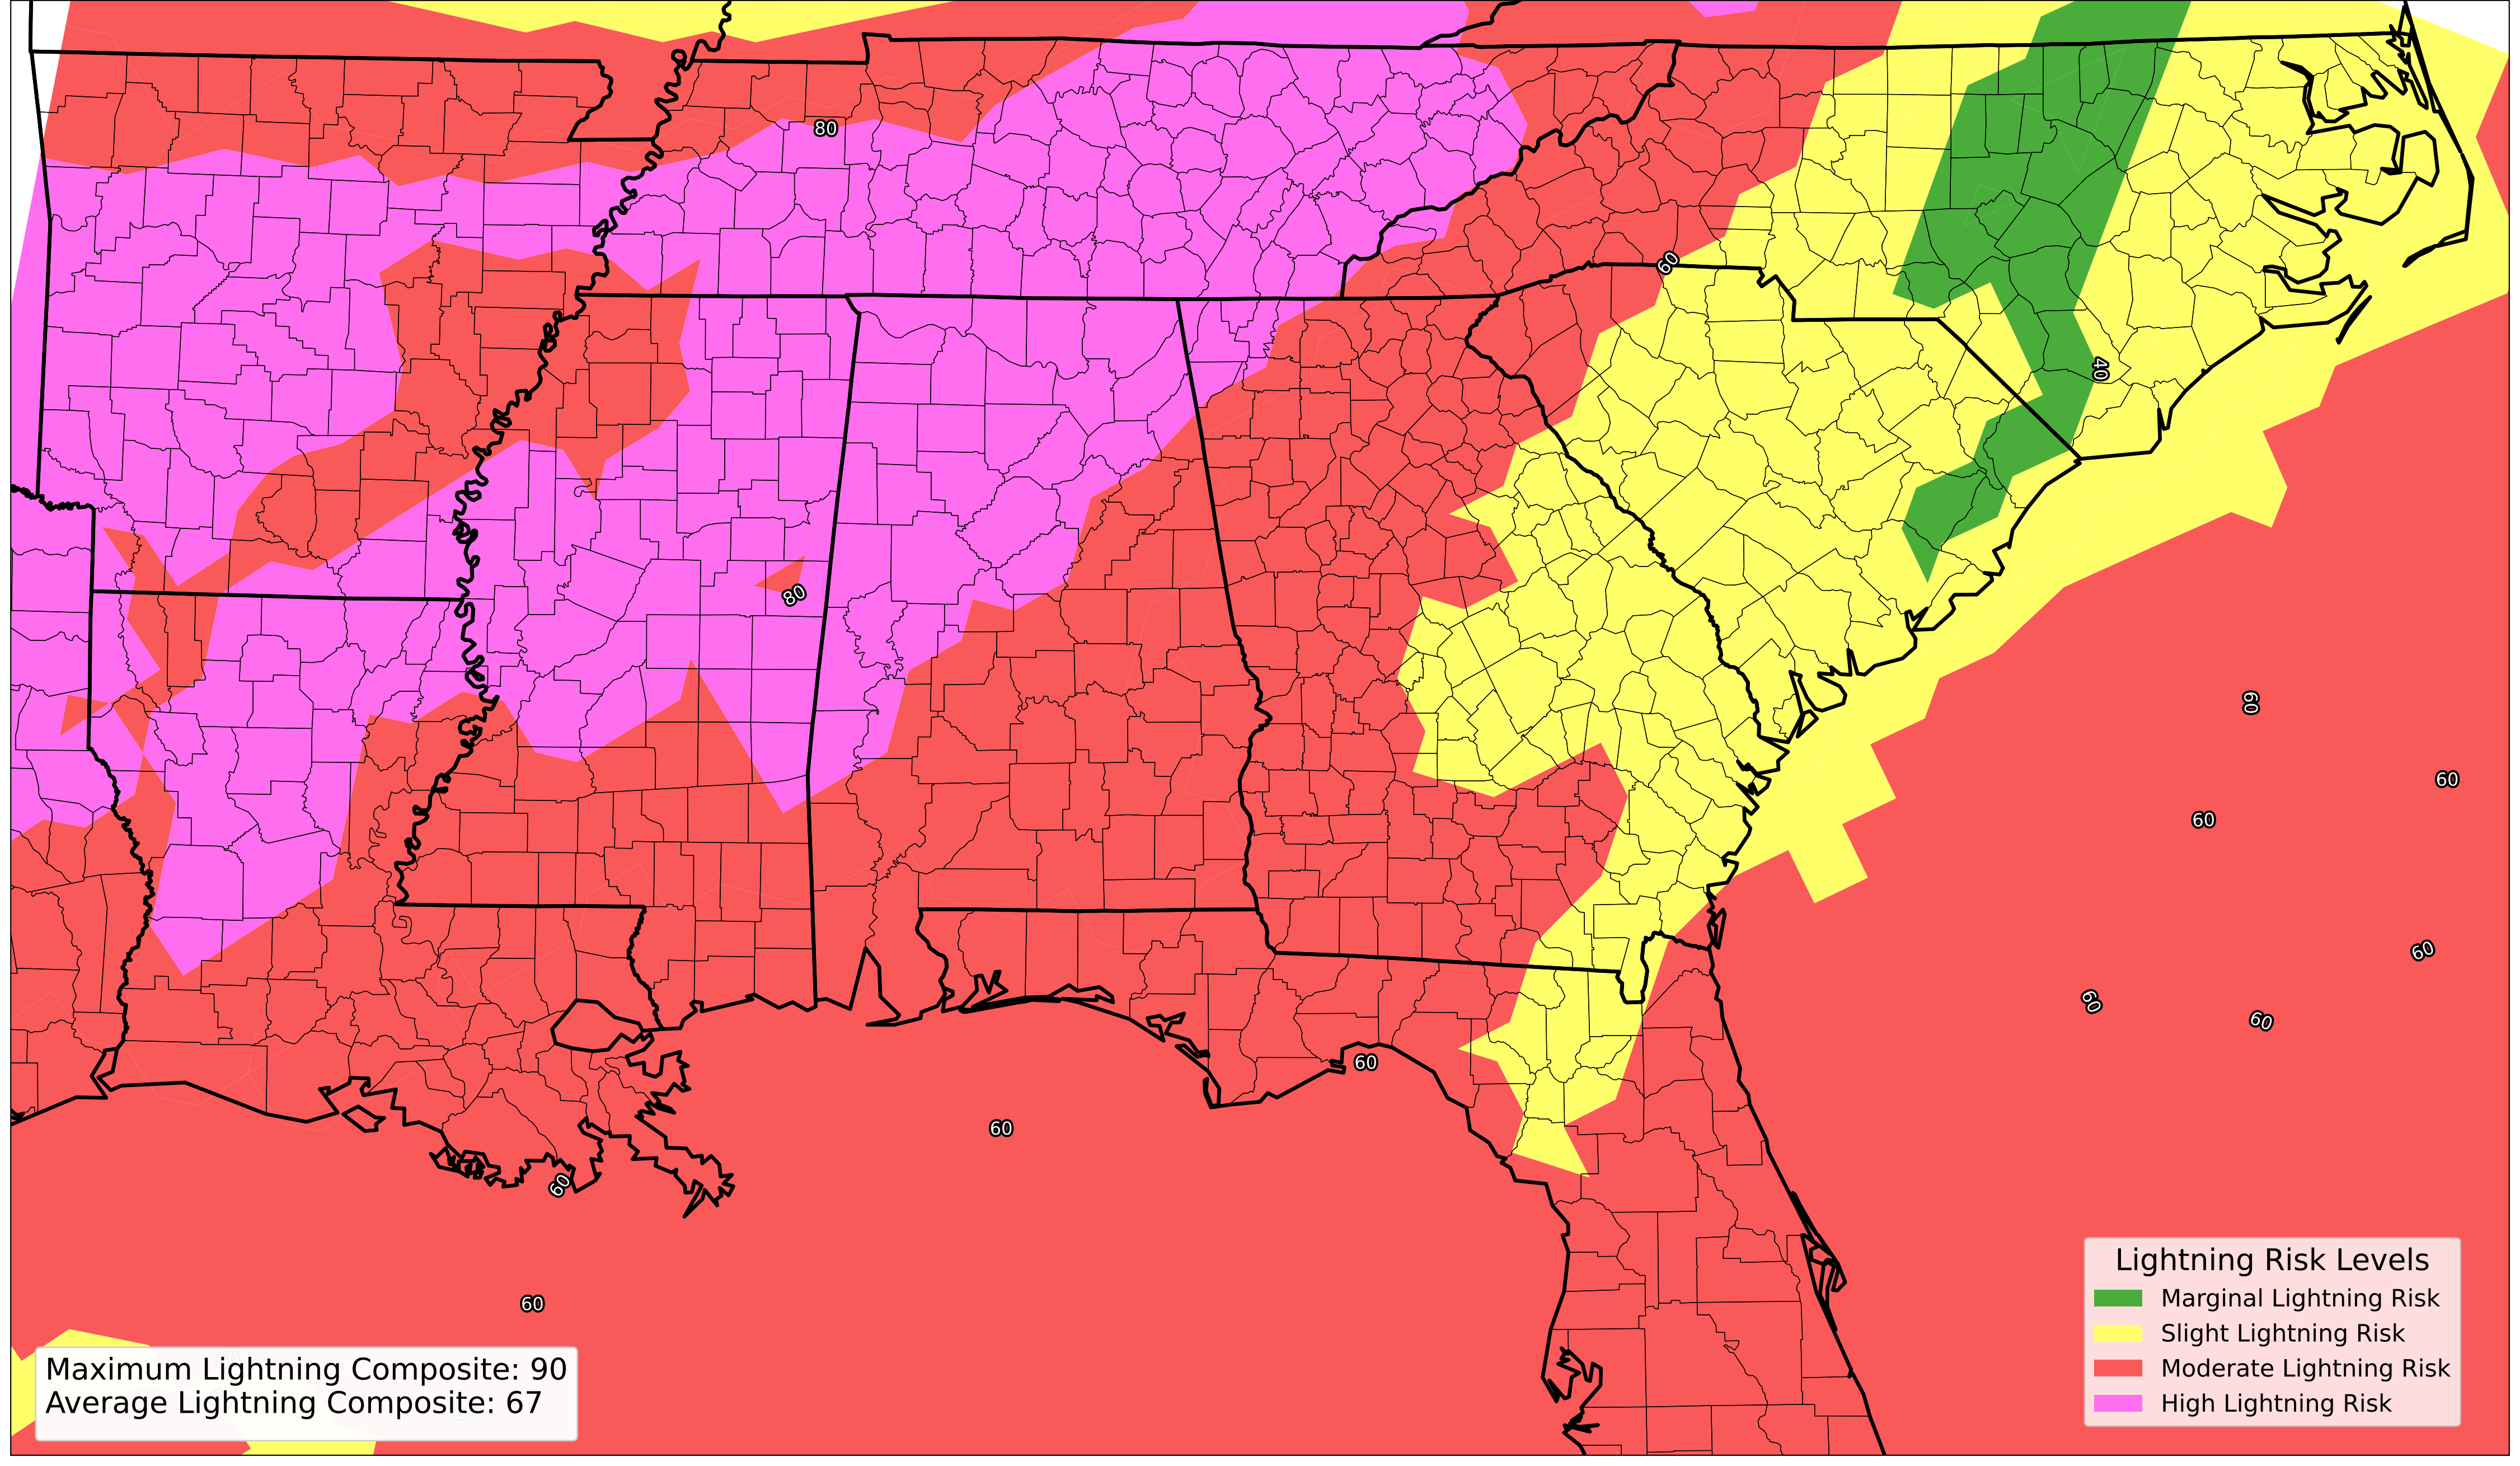 80
60
40
80
60
60
60
60
60
60
60
60
60
60
Lightning Risk Levels
Marginal Lightning Risk
Slight Lightning Risk
Moderate Lightning Risk
High Lightning Risk
Maximum Lightning Composite: 90
Average Lightning Composite: 67